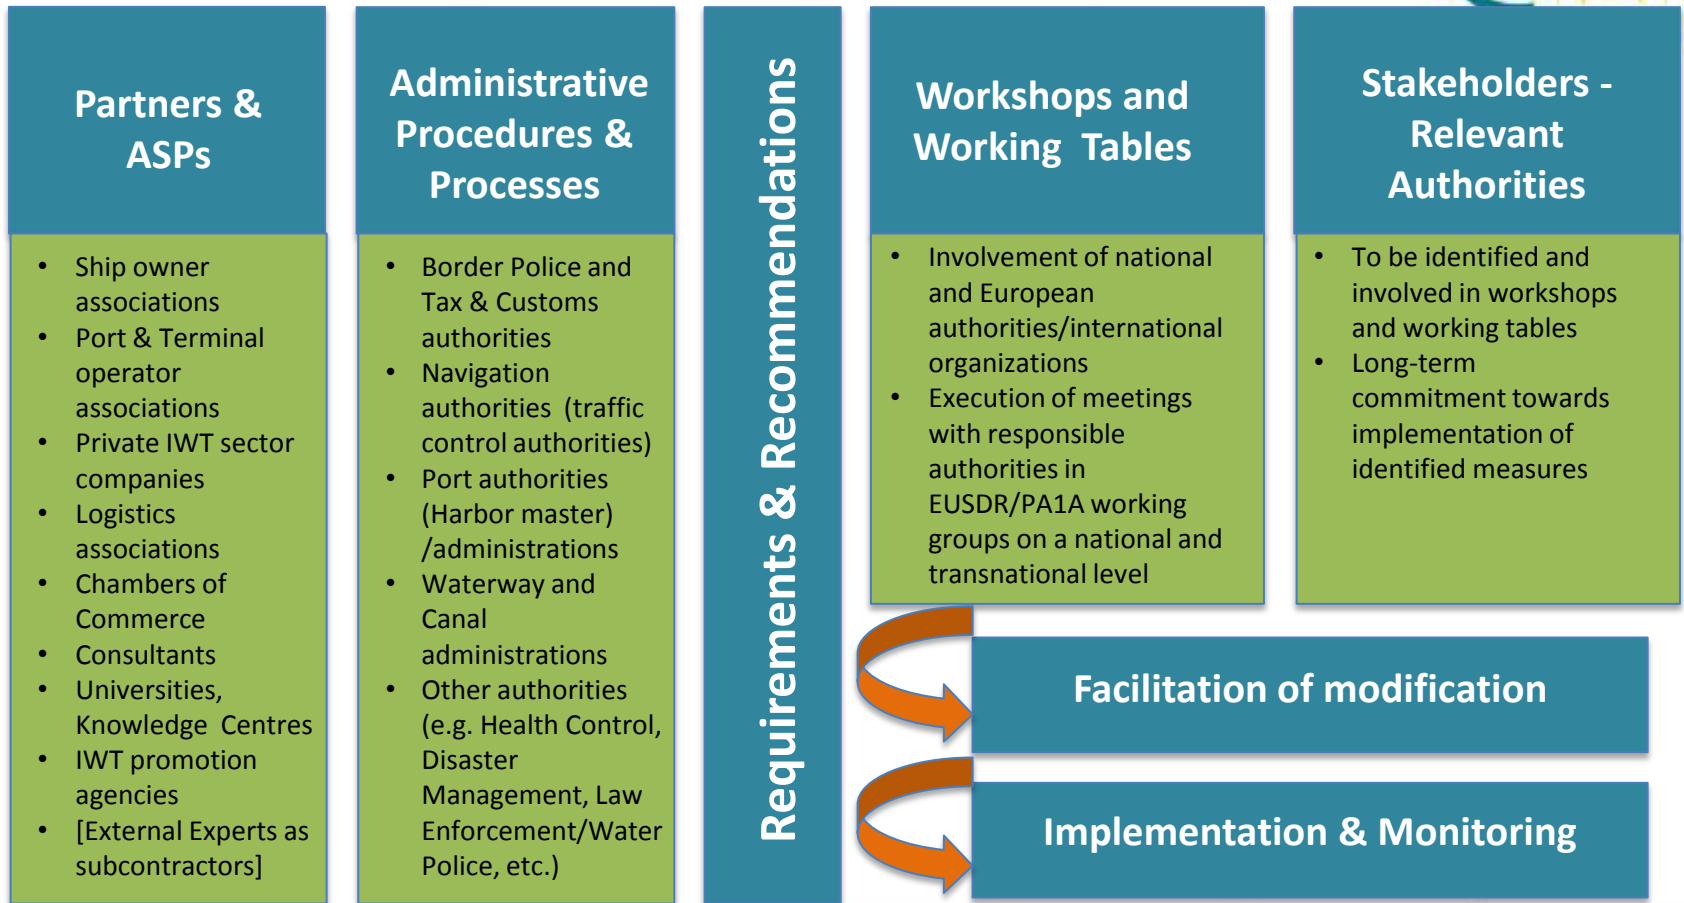 Partners &
ASPs
• Ship owner
associations
• Port & Terminal
operator
associations
• Private IWT sector
companies
• Logistics
associations
• Chambers of
Commerce
• Consultants
• Universities,
Knowledge  Centres
• IWT promotion
agencies
• [External Experts as
subcontractors]
Administrative
Procedures &
Processes
• Border Police and
Tax & Customs
authorities
• Navigation
authorities  (traffic
control authorities)
• Port authorities
(Harbor master)
/administrations
• Waterway and
Canal
administrations
• Other authorities
(e.g. Health Control,
Disaster
Management, Law
Enforcement/Water
Police, etc.)
Requirements & Recommendations
Workshops and
Working  Tables
• Involvement of national
and European
authorities/international
organizations
• Execution of meetings
with responsible
authorities in
EUSDR/PA1A working
groups on a national and
transnational level
Stakeholders -
Relevant
Authorities
• To be identified and
involved in workshops
and working tables
• Long-term
commitment towards
implementation of
identified measures
Facilitation of modification
Implementation & Monitoring